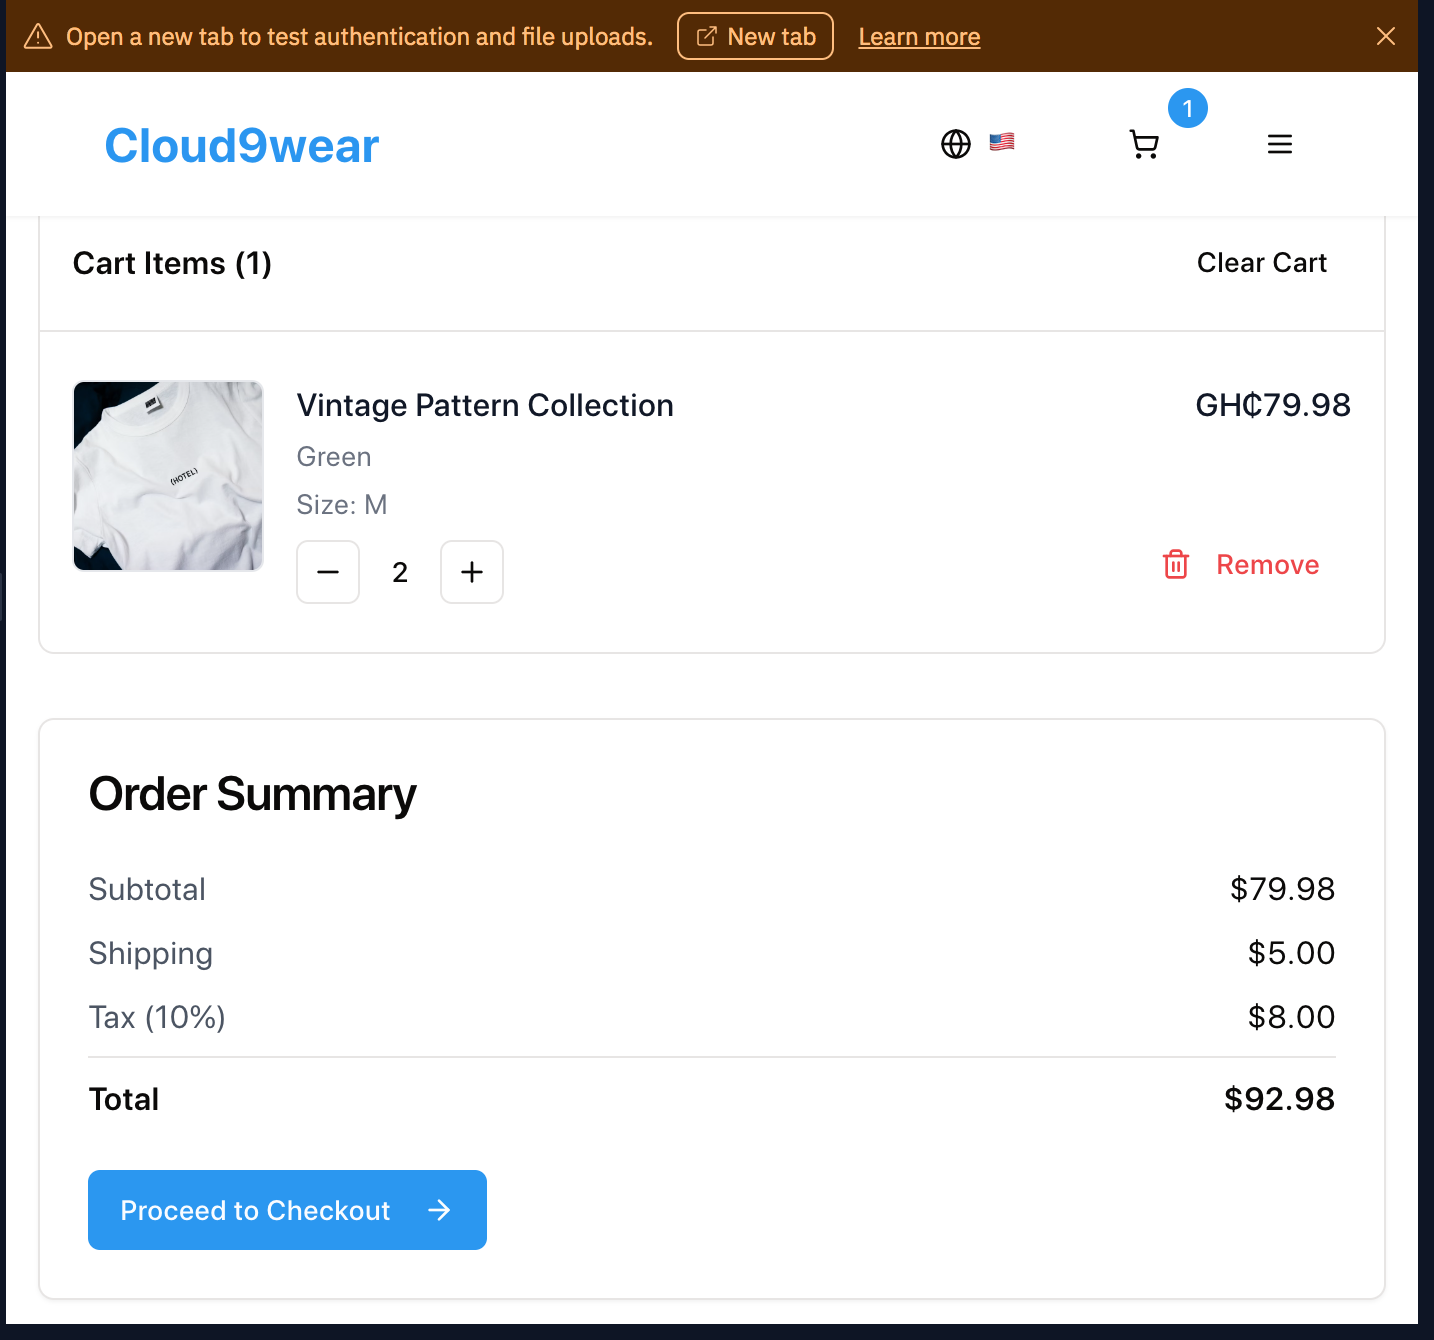 Open a new tab to test authentication and file uploads. New tab Learn more
Cloud9wear
1
Cart Items (1) Clear Cart
Vintage Pattern Collection GH₵79.98
Green
Size: M
2 Remove
(HOTEL)
Order Summary
Subtotal $79.98
Shipping $5.00
Tax (10%) $8.00
Total $92.98
Proceed to Checkout